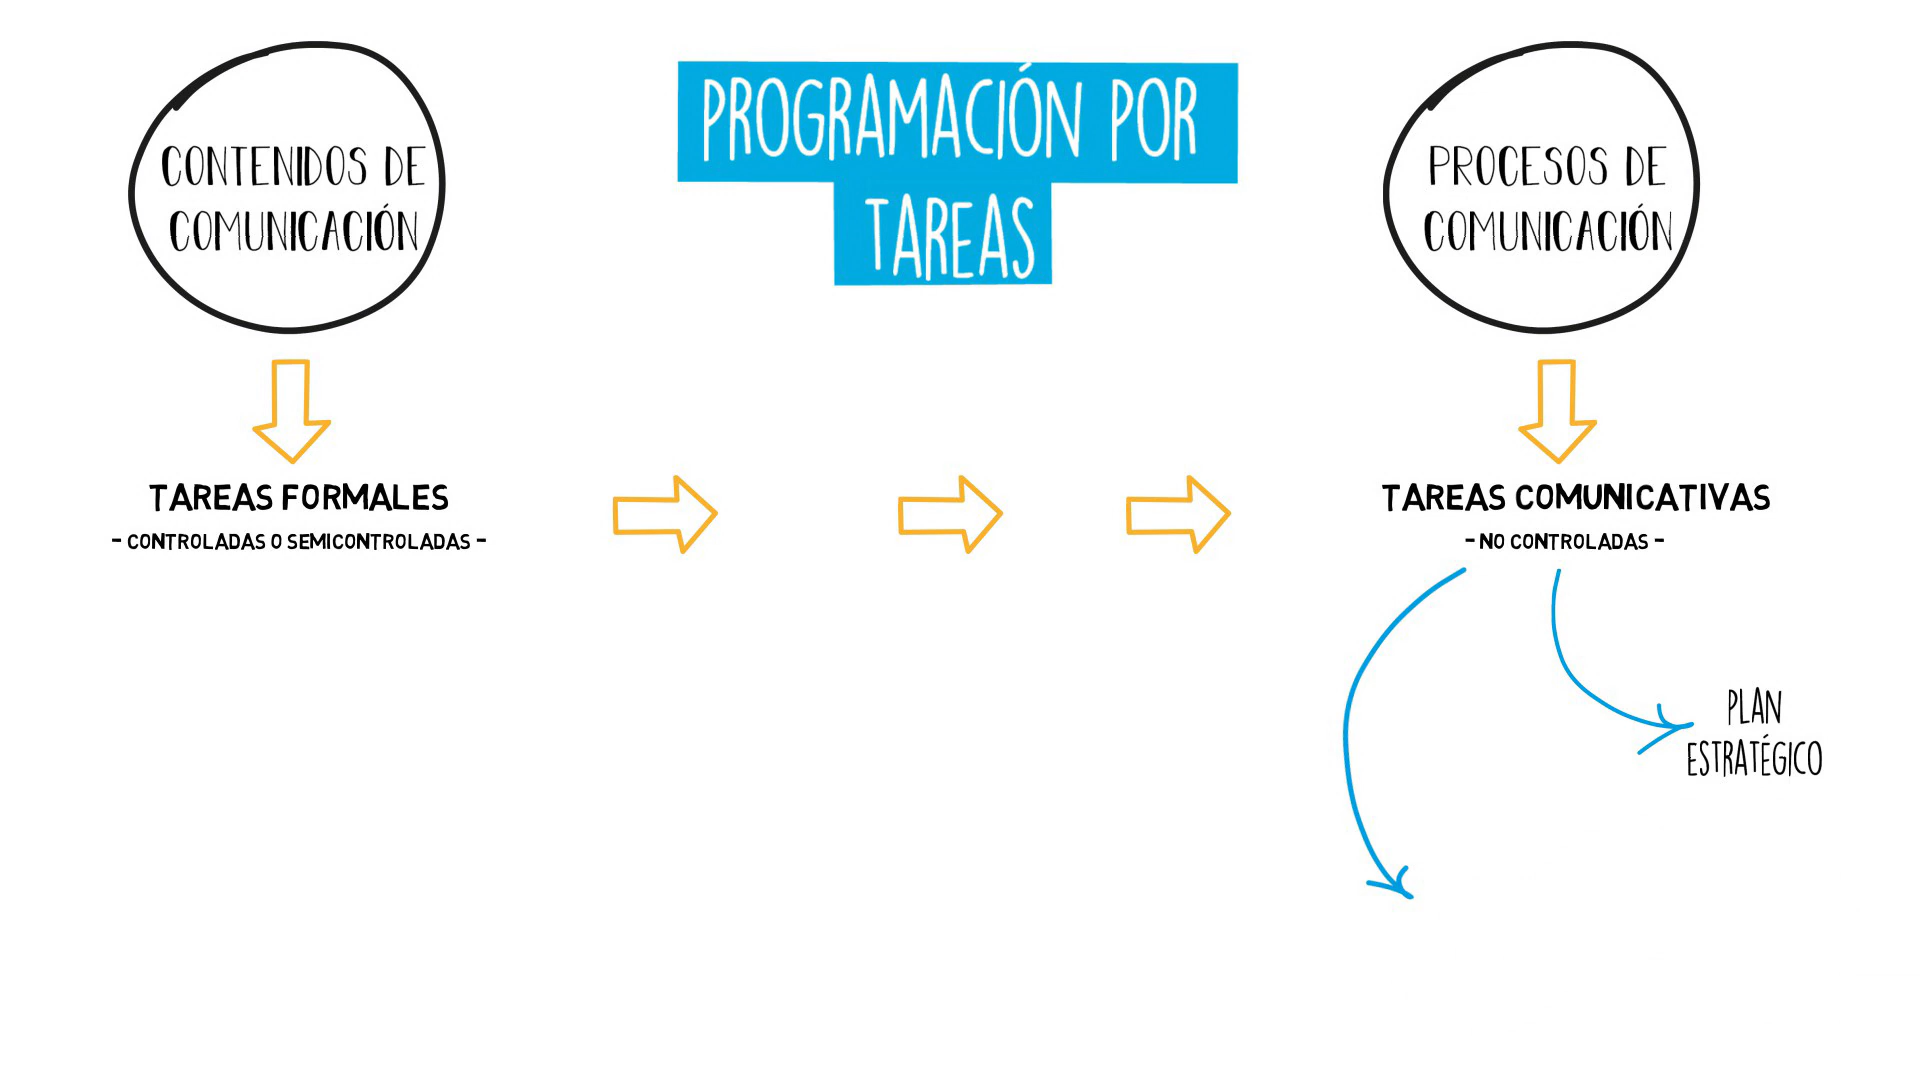 PROGRAMACIÓN POR
TAREAS
CONTENIDOS DE
COMUNICACIÓN
PROCESOS DE
COMUNICACIÓN
TAREAS FORMALES
- CONTROLADAS O SEMICONTROLADAS -
TAREAS COMUNICATIVAS
- NO CONTROLADAS -
PLAN
ESTRATÉGICO